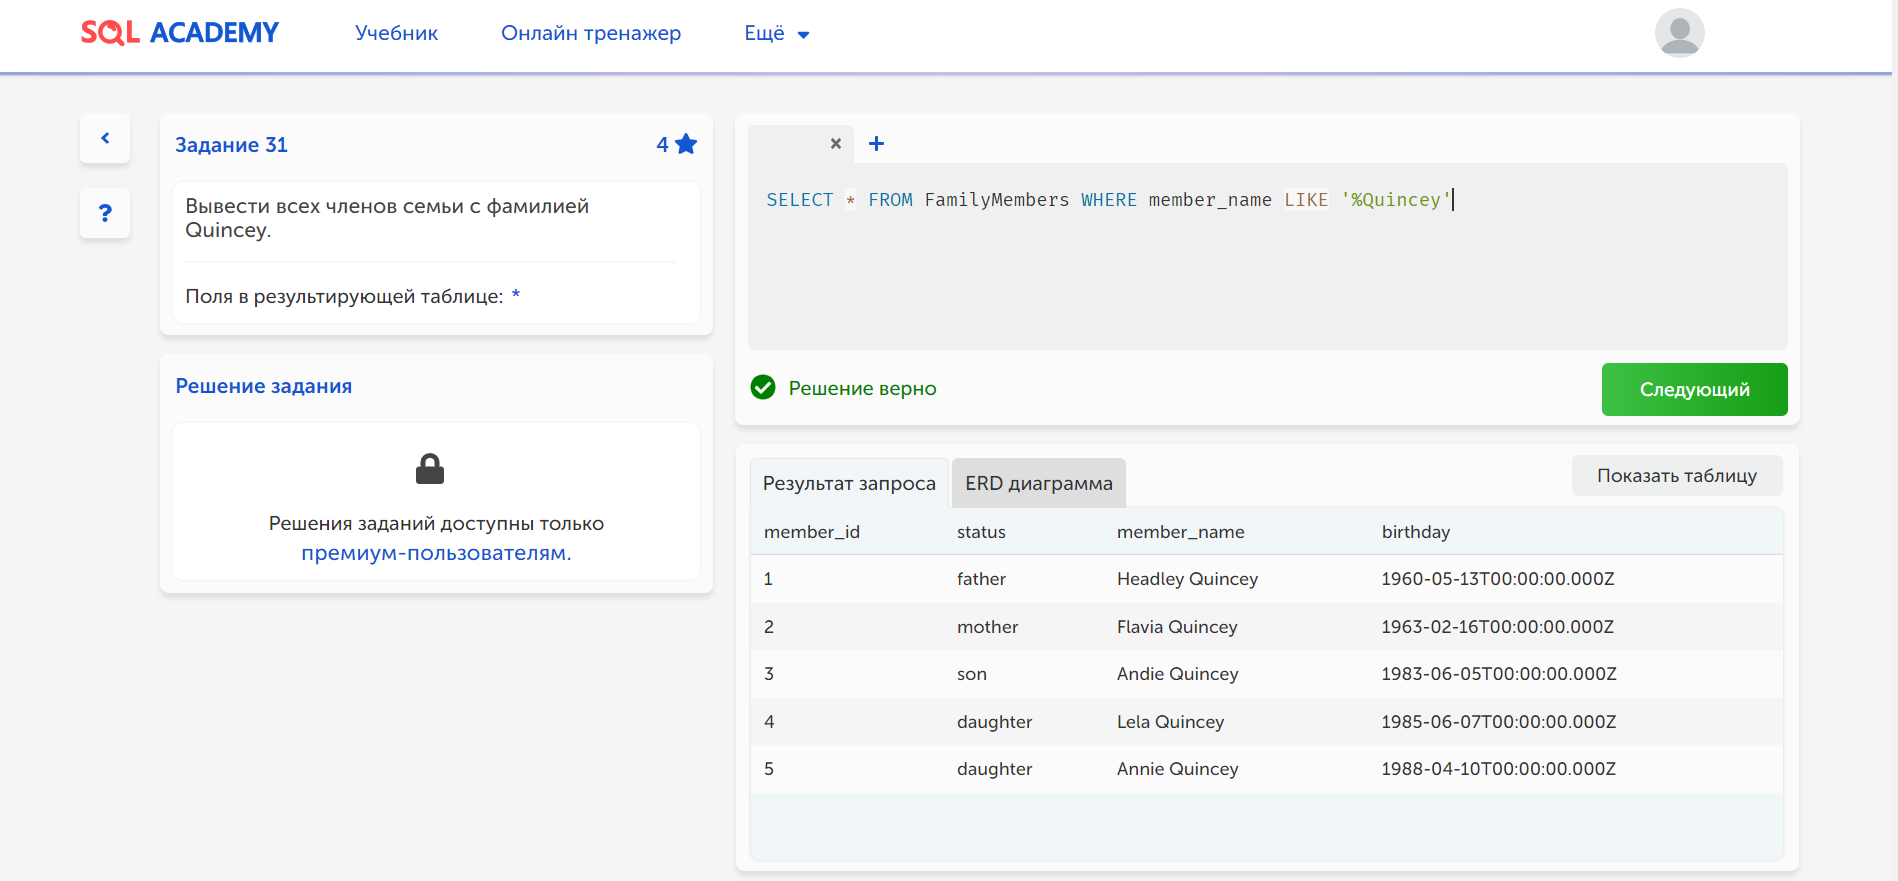 SQL ACADEMY
Учебник
Онлайн тренажер
Ещё
Задание 31
4
Вывести всех членов семьи с фамилией
Quincey.
Поля в результирующей таблице: *
?
Решение задания
Решения заданий доступны только
премиум-пользователям.
× +
SELECT * FROM FamilyMembers WHERE member_name LIKE '%Quincey'
Решение верно
Следующий
Результат запроса
ERD диаграмма
Показать таблицу
member_id status member_name birthday
1 father Headley Quincey 1960-05-13T00:00:00.000Z
2 mother Flavia Quincey 1963-02-16T00:00:00.000Z
3 son Andie Quincey 1983-06-05T00:00:00.000Z
4 daughter Lela Quincey 1985-06-07T00:00:00.000Z
5 daughter Annie Quincey 1988-04-10T00:00:00.000Z